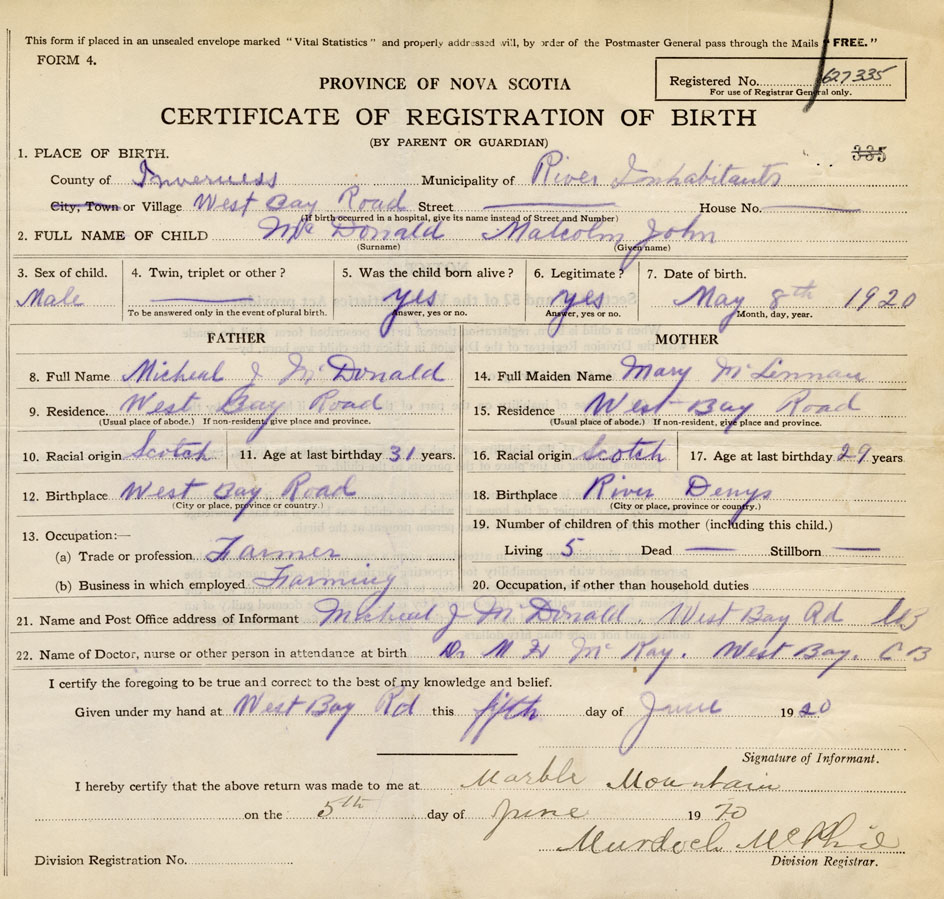 This form if placed in an unsealed envelope marked "Vital Statistics" and properly addressed will, by order of the Postmaster General pass through the Mails "FREE."
FORM 4.
PROVINCE OF NOVA SCOTIA
Registered No. 627335
For use of Registrar General only.
CERTIFICATE OF REGISTRATION OF BIRTH
(BY PARENT OR GUARDIAN)
335
1. PLACE OF BIRTH.
County of Inverness Municipality of River Inhabitants
City, Town or Village West Bay Road Street House No.
(If birth occurred in a hospital, give its name instead of Street and Number)
2. FULL NAME OF CHILD Mc Donald Malcolm John
(Surname) (Given name)
3. Sex of child. 4. Twin, triplet or other? 5. Was the child born alive? 6. Legitimate? 7. Date of birth.
Male yes yes May 8th 1920
To be answered only in the event of plural birth. Answer, yes or no. Answer, yes or no. Month, day, year.
FATHER MOTHER
8. Full Name Micheal J McDonald 14. Full Maiden Name Mary McLennan
9. Residence. West Bay Road 15. Residence West Bay Road
(Usual place of abode.) If non-resident, give place and province. (Usual place of abode.) If non-resident, give place and province.
10. Racial origin Scotch 11. Age at last birthday 31 years. 16. Racial origin Scotch 17. Age at last birthday 29 years
12. Birthplace West Bay Road 18. Birthplace River Denys
(City or place, province or country.) (City or place, province or country.)
13. Occupation:— 19. Number of children of this mother (including this child.)
(a) Trade or profession. Farmer Living 5 Dead — Stillborn —
(b) Business in which employed Farming 20. Occupation, if other than household duties
21. Name and Post Office address of Informant Micheal J McDonald. West Bay Rd CB
22. Name of Doctor, nurse or other person in attendance at birth Dr McKay. West Bay. C B
I certify the foregoing to be true and correct to the best of my knowledge and belief.
Given under my hand at West Bay Rd this fifth day of June 1920
Signature of Informant.
I hereby certify that the above return was made to me at Marble Mountain
on the 5th day of June 1920
Murdoch McPhie
Division Registration No. Division Registrar.